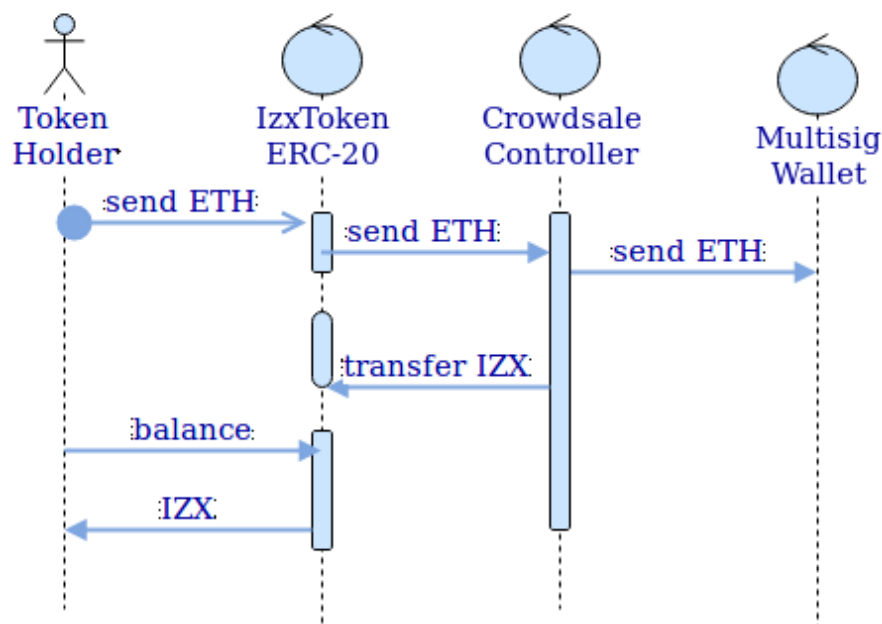 Token
Holder
IzxToken
ERC-20
Crowdsale
Controller
Multisig
Wallet
send ETH
send ETH
send ETH
transfer IZX
balance
IZX